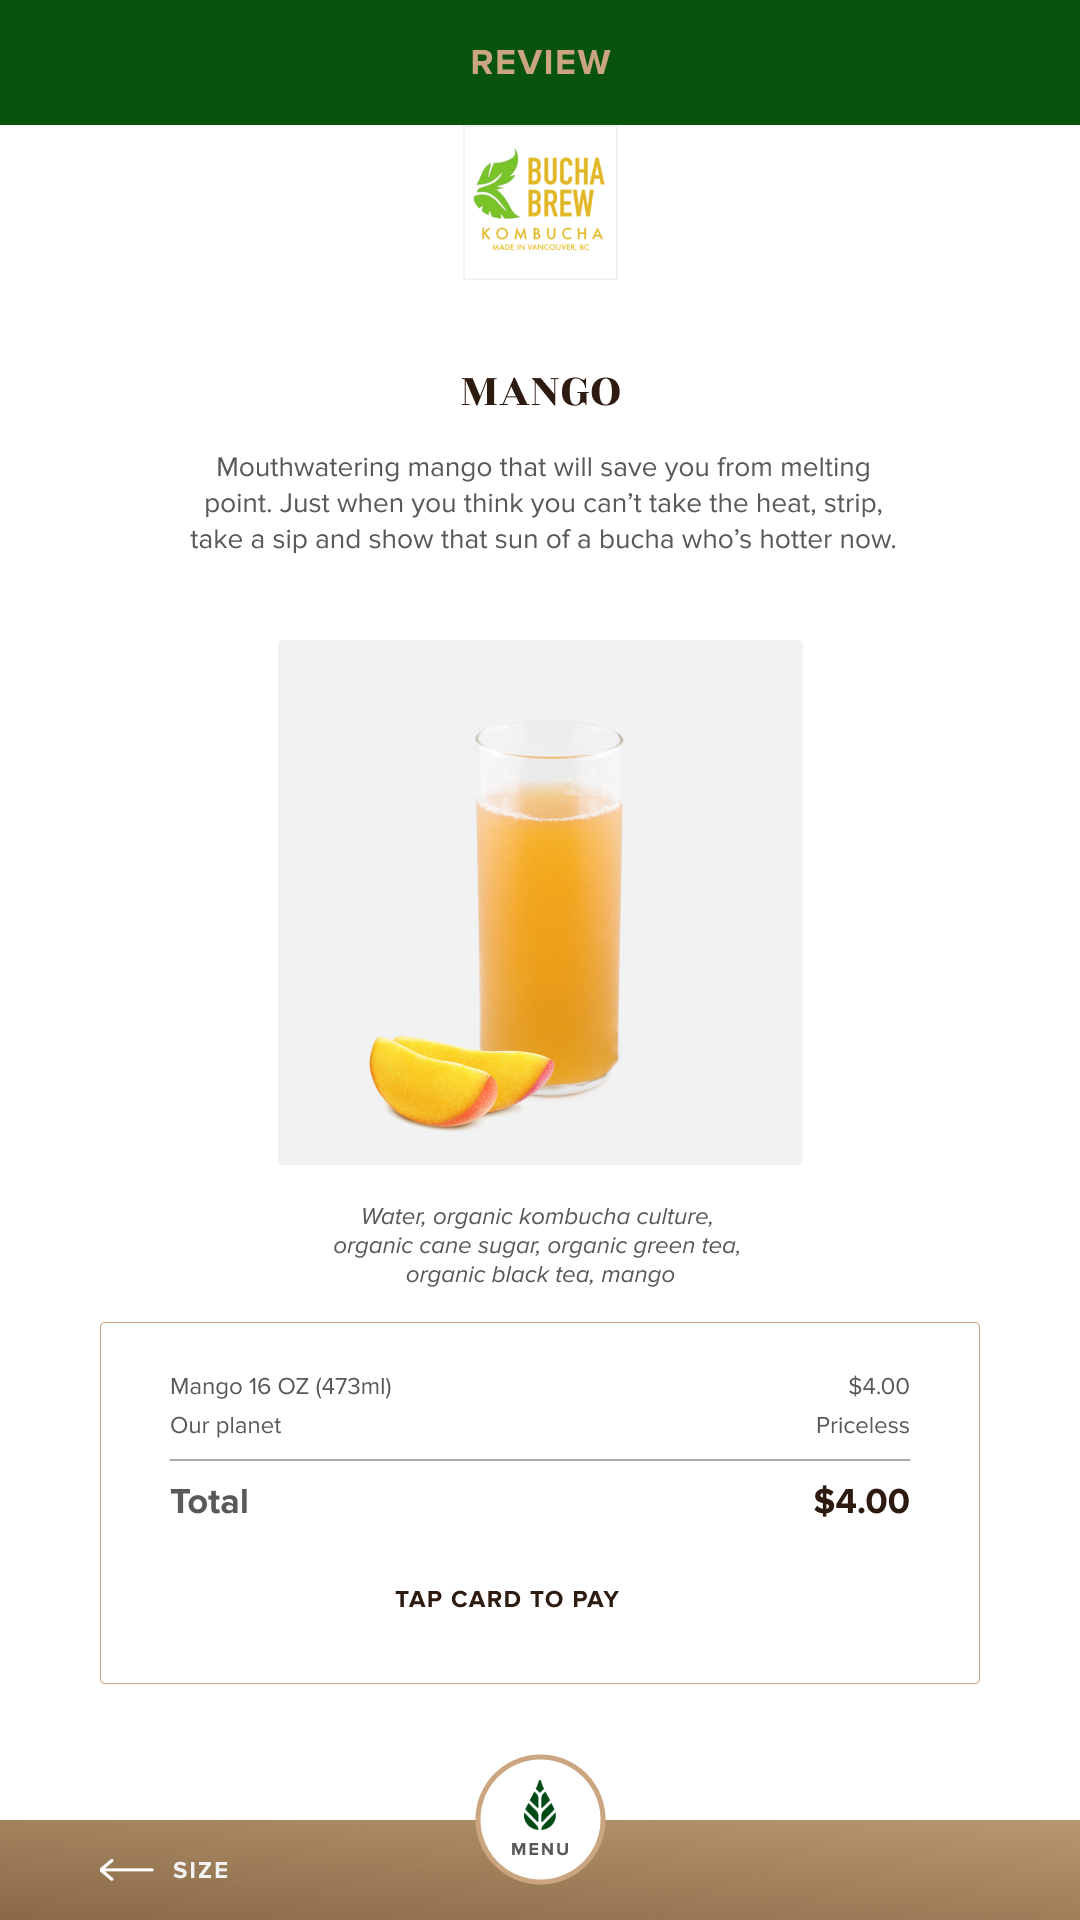 REVIEW
BUCHA
BREW
KOMBUCHA
MADE IN VANCOUVER, BC
MANGO
Mouthwatering mango that will save you from melting
point. Just when you think you can’t take the heat, strip,
take a sip and show that sun of a bucha who’s hotter now.
Water, organic kombucha culture,
organic cane sugar, organic green tea,
organic black tea, mango
Mango 16 OZ (473ml) $4.00
Our planet Priceless
Total $4.00
TAP CARD TO PAY
MENU
SIZE